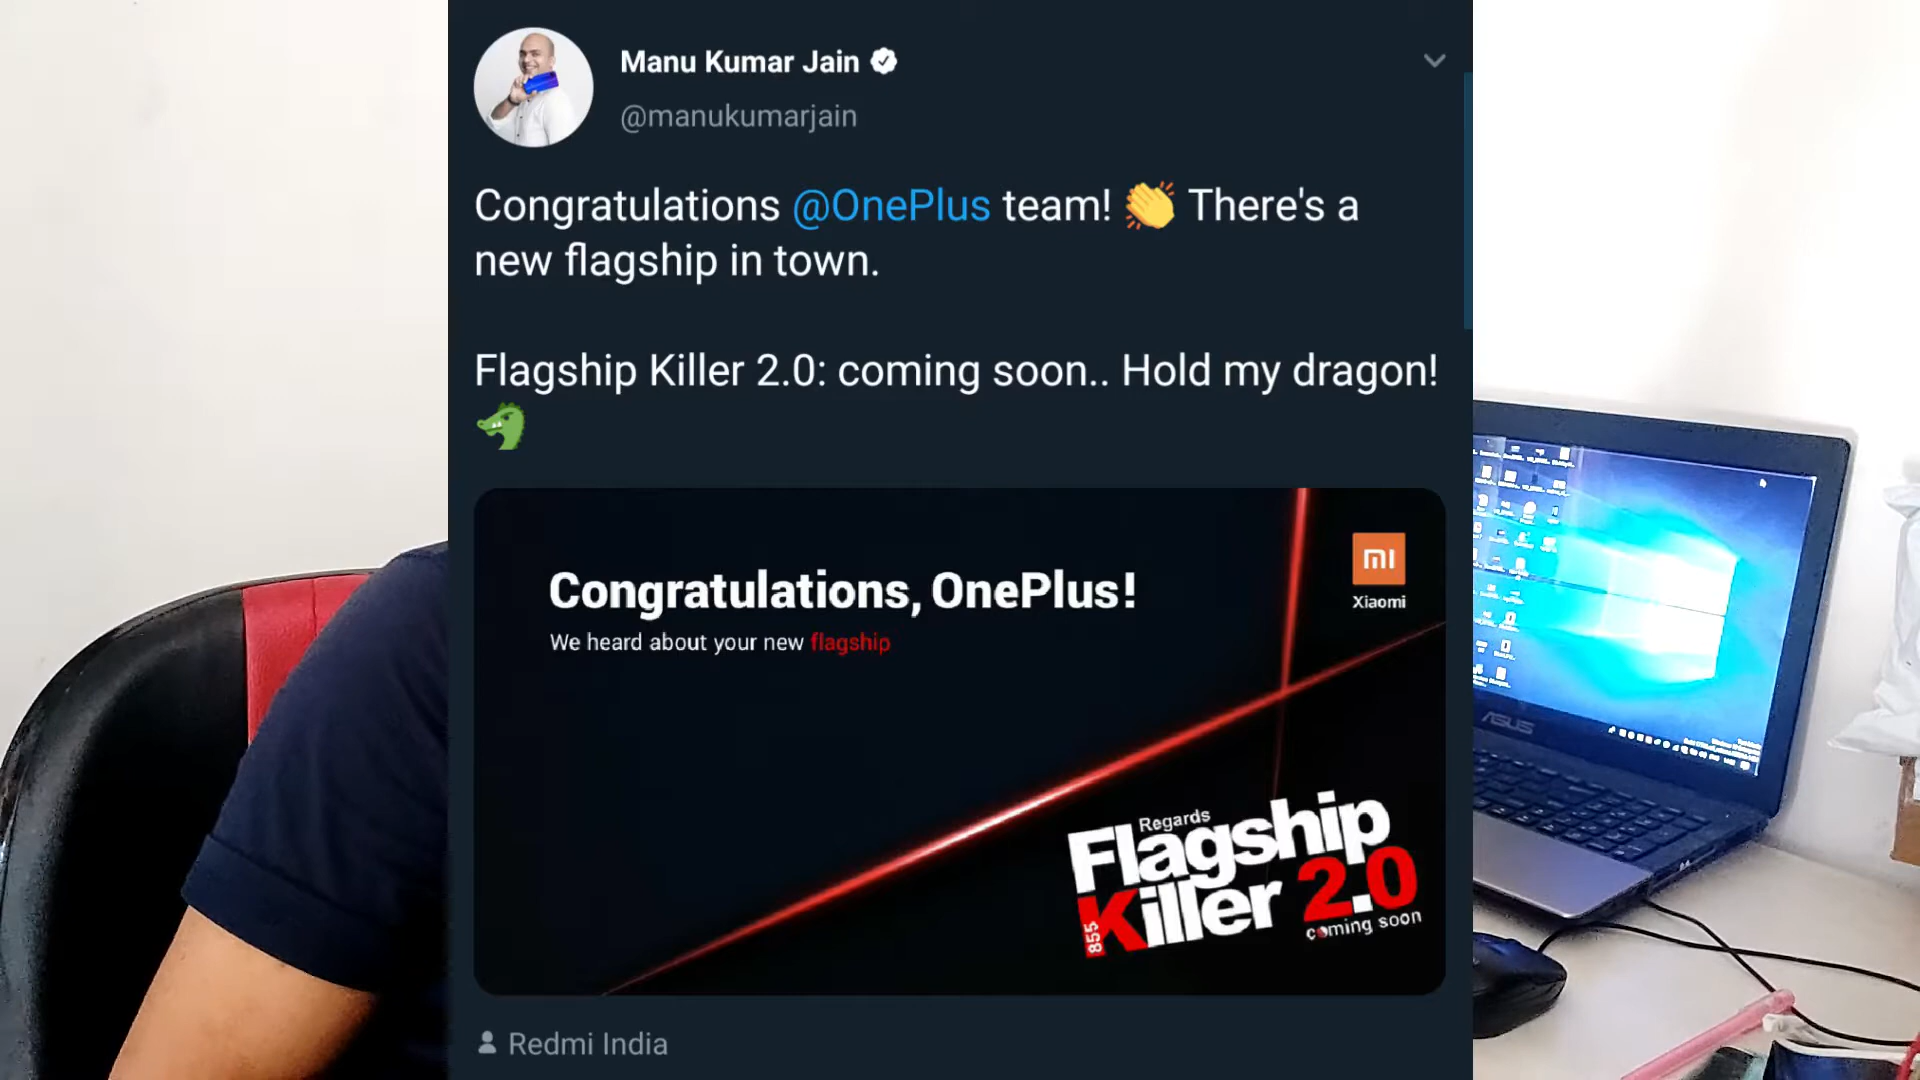 Manu Kumar Jain
@manukumarjain
Congratulations @OnePlus team! 👏 There's a
new flagship in town.
Flagship Killer 2.0: coming soon.. Hold my dragon!
🐲
Congratulations, OnePlus!
We heard about your new flagship
mi
Xiaomi
Regards
Flagship
Killer 2.0
855
coming soon
Redmi India
ASUS